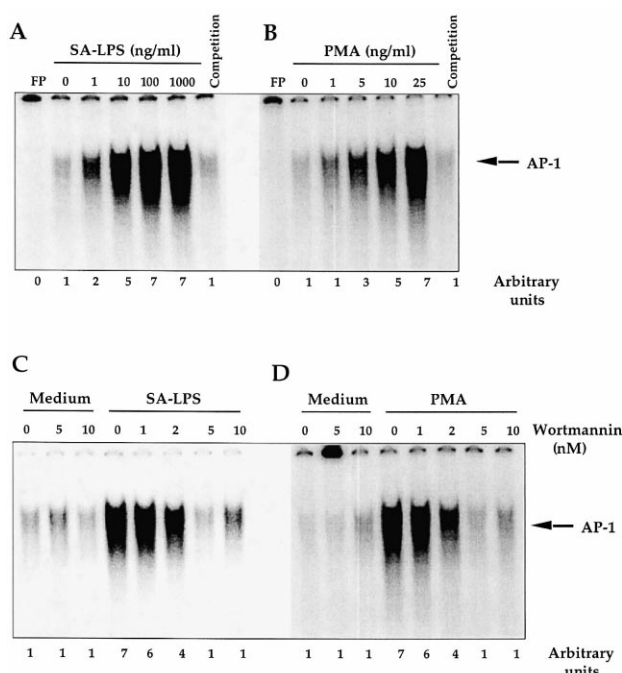 A
SA-LPS (ng/ml)
FP 0 1 10 100 1000 Competition
B
PMA (ng/ml)
FP 0 1 5 10 25 Competition
AP-1
0 1 2 5 7 7 1
0 1 1 3 5 7 1
Arbitrary
units
C
Medium SA-LPS
0 5 10 0 1 2 5 10
D
Medium PMA
0 5 10 0 1 2 5 10
Wortmannin
(nM)
AP-1
1 1 1 7 6 4 1 1
1 1 1 7 6 4 1 1
Arbitrary
units